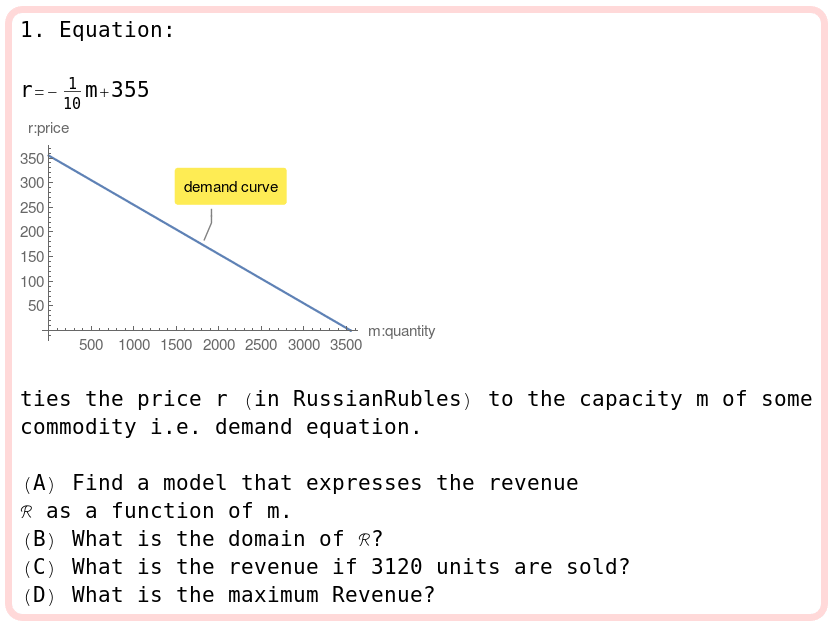 1. Equation:
r=-1/10 m+355
r:price
350
300
250
200
150
100
50
demand curve
m:quantity
500 1000 1500 2000 2500 3000 3500
ties the price r (in RussianRubles) to the capacity m of some
commodity i.e. demand equation.
(A) Find a model that expresses the revenue
ℛ as a function of m.
(B) What is the domain of ℛ?
(C) What is the revenue if 3120 units are sold?
(D) What is the maximum Revenue?